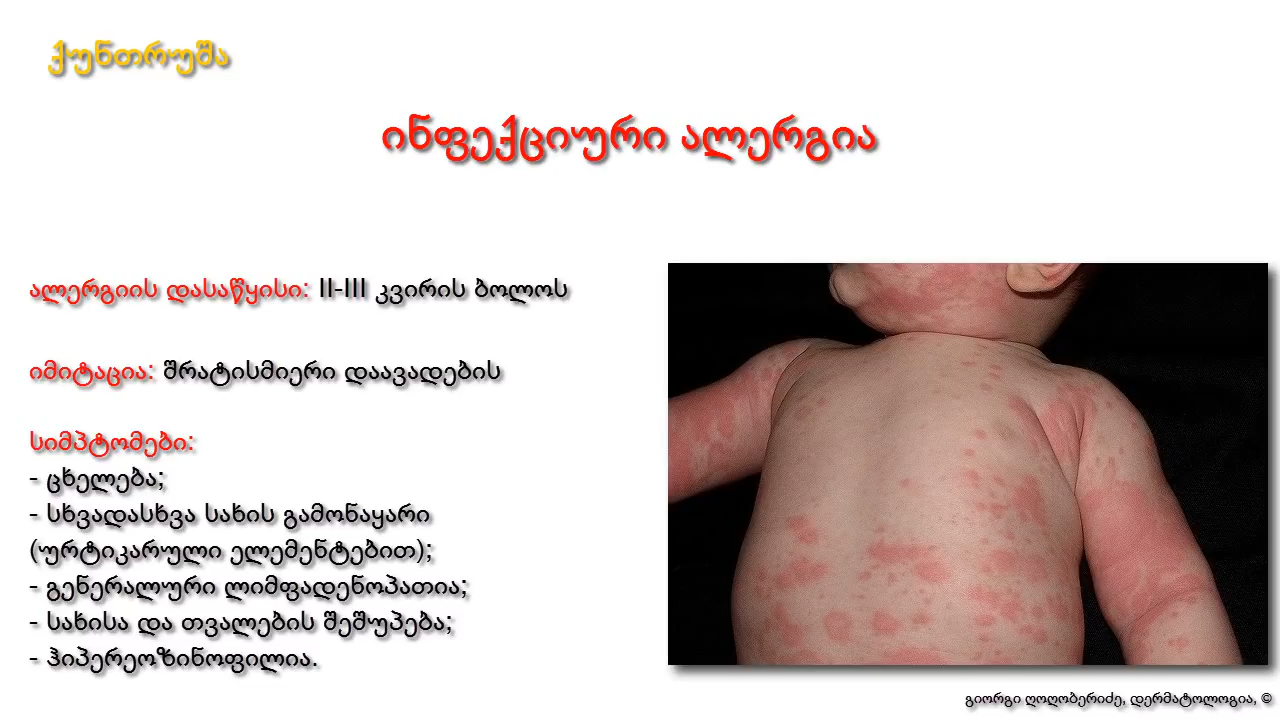 ქუნთრუშა
ინფექციური ალერგია
ალერგიის დასაწყისი: II-III კვირის ბოლოს
იმიტაცია: შრატისმიერი დაავადების
სიმპტომები:
- ცხელება;
- სხვადასხვა სახის გამონაყარი
(ურტიკარული ელემენტებით);
- გენერალური ლიმფადენოპათია;
- სახისა და თვალების შეშუპება;
- ჰიპერეოზინოფილია.
გიორგი ღოღობერიძე, დერმატოლოგია, ©